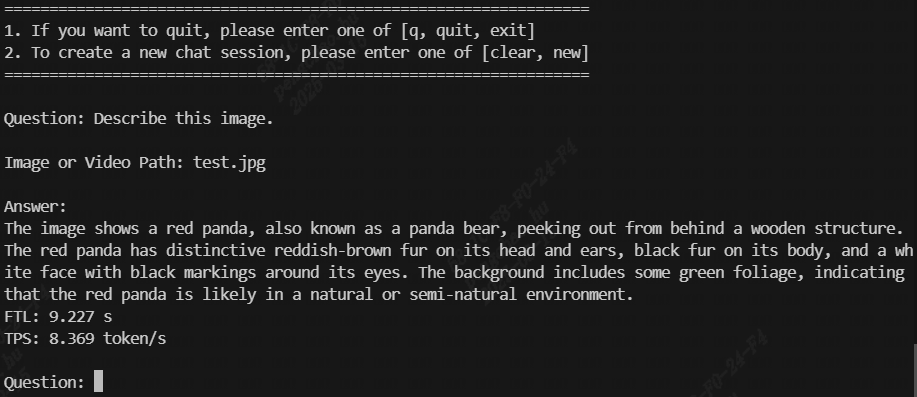 =================================================================
1. If you want to quit, please enter one of [q, quit, exit]
2. To create a new chat session, please enter one of [clear, new]
=================================================================
Question: Describe this image.
Image or Video Path: test.jpg
Answer:
The image shows a red panda, also known as a panda bear, peeking out from behind a wooden structure.
The red panda has distinctive reddish-brown fur on its head and ears, black fur on its body, and a wh
ite face with black markings around its eyes. The background includes some green foliage, indicating
that the red panda is likely in a natural or semi-natural environment.
FTL: 9.227 s
TPS: 8.369 token/s
Question: